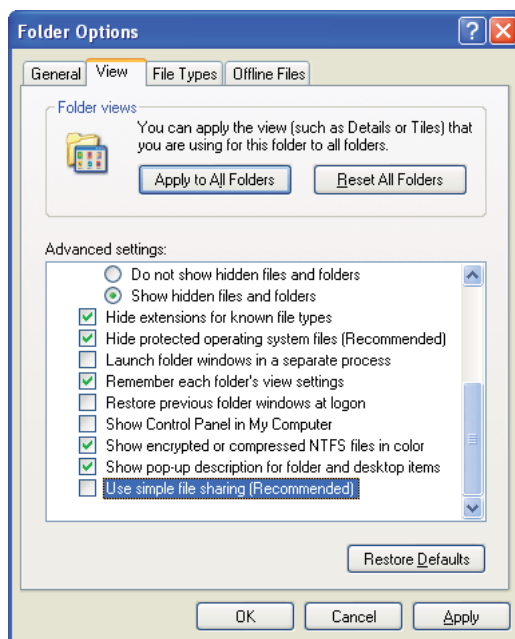 Folder Options
General View File Types Offline Files
Folder views
You can apply the view (such as Details or Tiles) that
you are using for this folder to all folders.
Apply to All Folders Reset All Folders
Advanced settings:
Do not show hidden files and folders
Show hidden files and folders
Hide extensions for known file types
Hide protected operating system files (Recommended)
Launch folder windows in a separate process
Remember each folder's view settings
Restore previous folder windows at logon
Show Control Panel in My Computer
Show encrypted or compressed NTFS files in color
Show pop-up description for folder and desktop items
Use simple file sharing (Recommended)
Restore Defaults
OK Cancel Apply